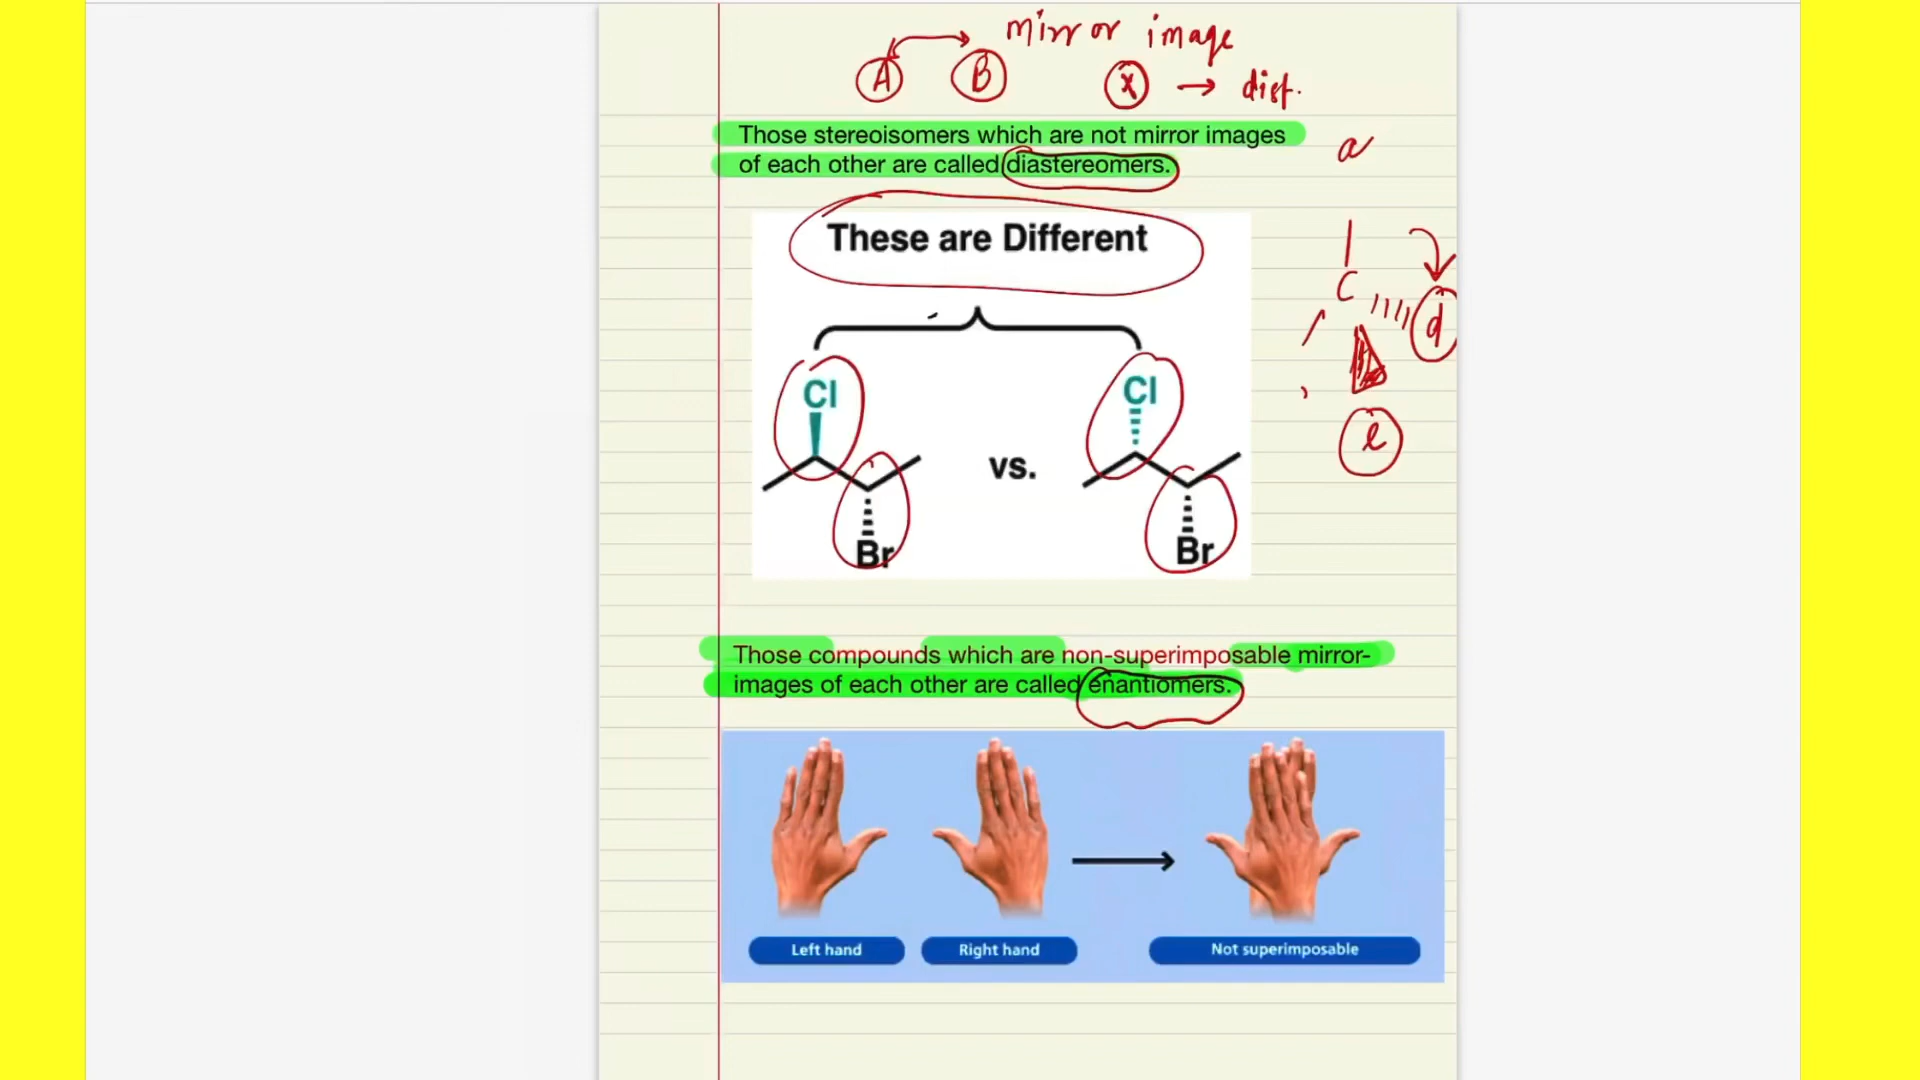 mirror image
A B X → dist.
Those stereoisomers which are not mirror images
of each other are called diastereomers.
a
These are Different
C
d
Cl
Cl
e
vs.
Br
Br
Those compounds which are non-superimposable mirror-
images of each other are called enantiomers.
Left hand
Right hand
Not superimposable